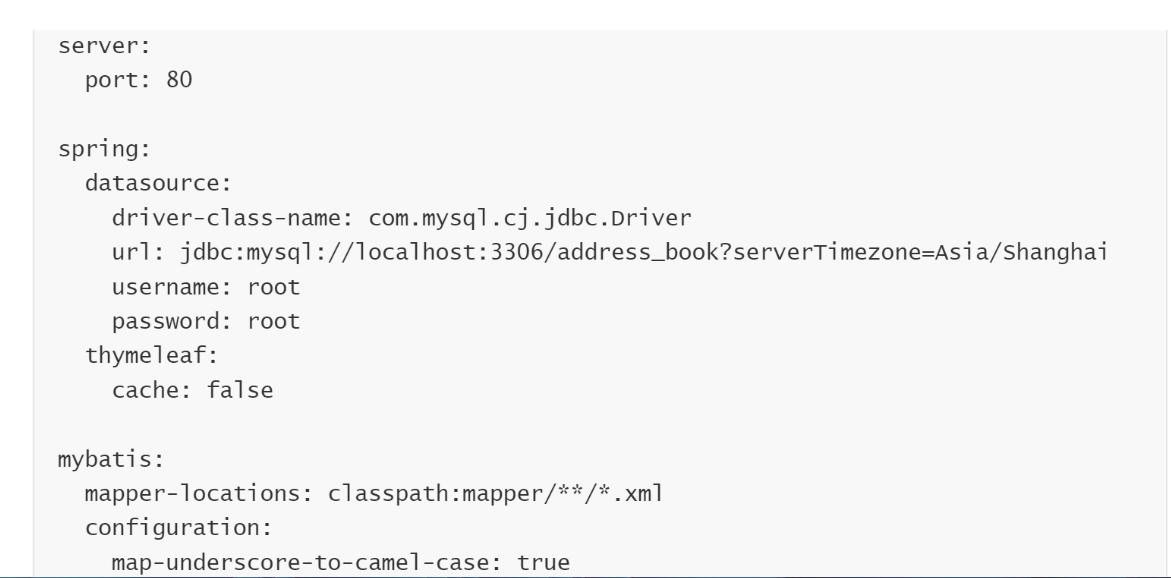 server:
  port: 80

spring:
  datasource:
    driver-class-name: com.mysql.cj.jdbc.Driver
    url: jdbc:mysql://localhost:3306/address_book?serverTimezone=Asia/Shanghai
    username: root
    password: root
  thymeleaf:
    cache: false

mybatis:
  mapper-locations: classpath:mapper/**/*.xml
  configuration:
    map-underscore-to-camel-case: true